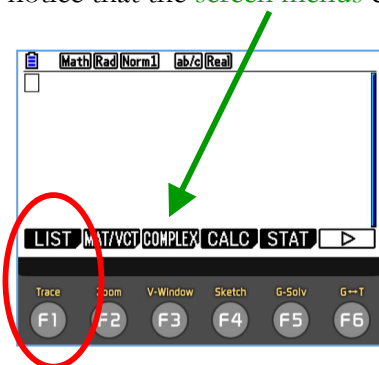 notice that the screen menus
Math Rad Norm1 ab/c Real
LIST MAT/VCT COMPLEX CALC STAT
Trace Zoom V-Window Sketch G-Solv G↔T
F1 F2 F3 F4 F5 F6